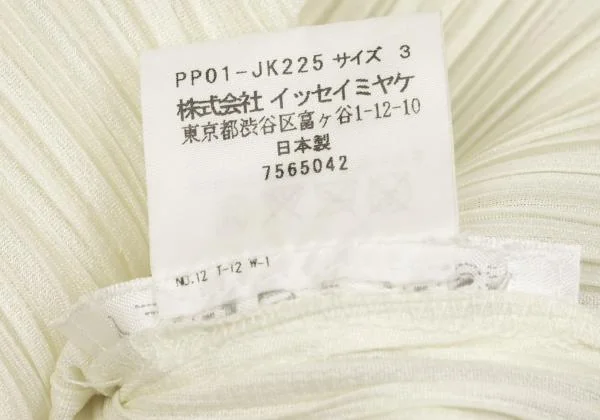 PP01-JK225 サイズ 3
株式会社 イッセイミヤケ
東京都渋谷区富ヶ谷1-12-10
日本製
7565042
NO.12 T-12 W-1